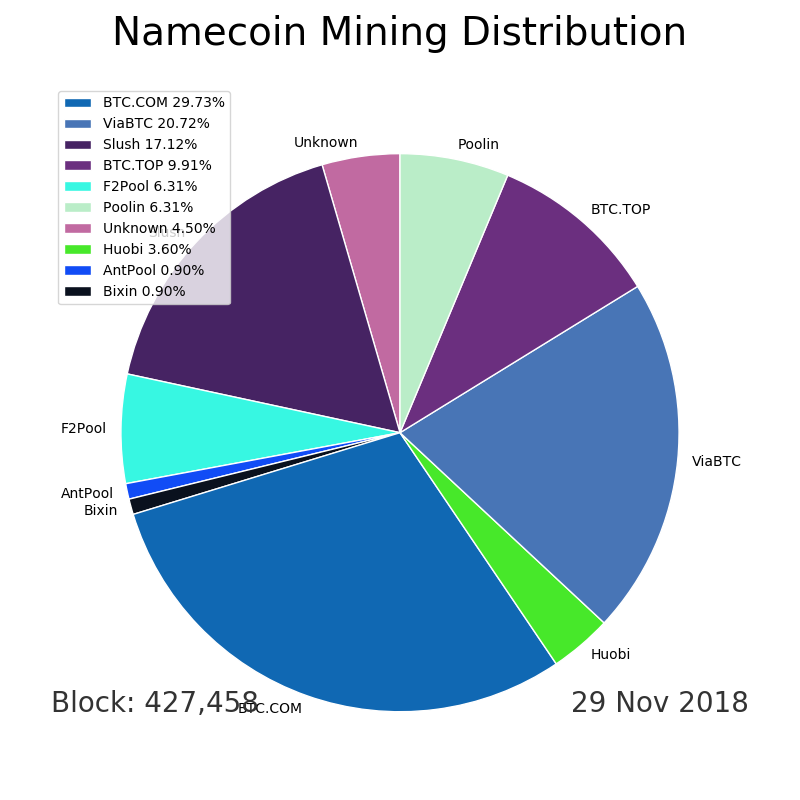 Namecoin Mining Distribution
BTC.COM 29.73%
ViaBTC 20.72%
Slush 17.12%
BTC.TOP 9.91%
F2Pool 6.31%
Poolin 6.31%
Unknown 4.50%
Huobi 3.60%
AntPool 0.90%
Bixin 0.90%
Unknown
Poolin
BTC.TOP
Slush
F2Pool
ViaBTC
AntPool
Bixin
Huobi
BTC.COM
Block: 427,458
29 Nov 2018